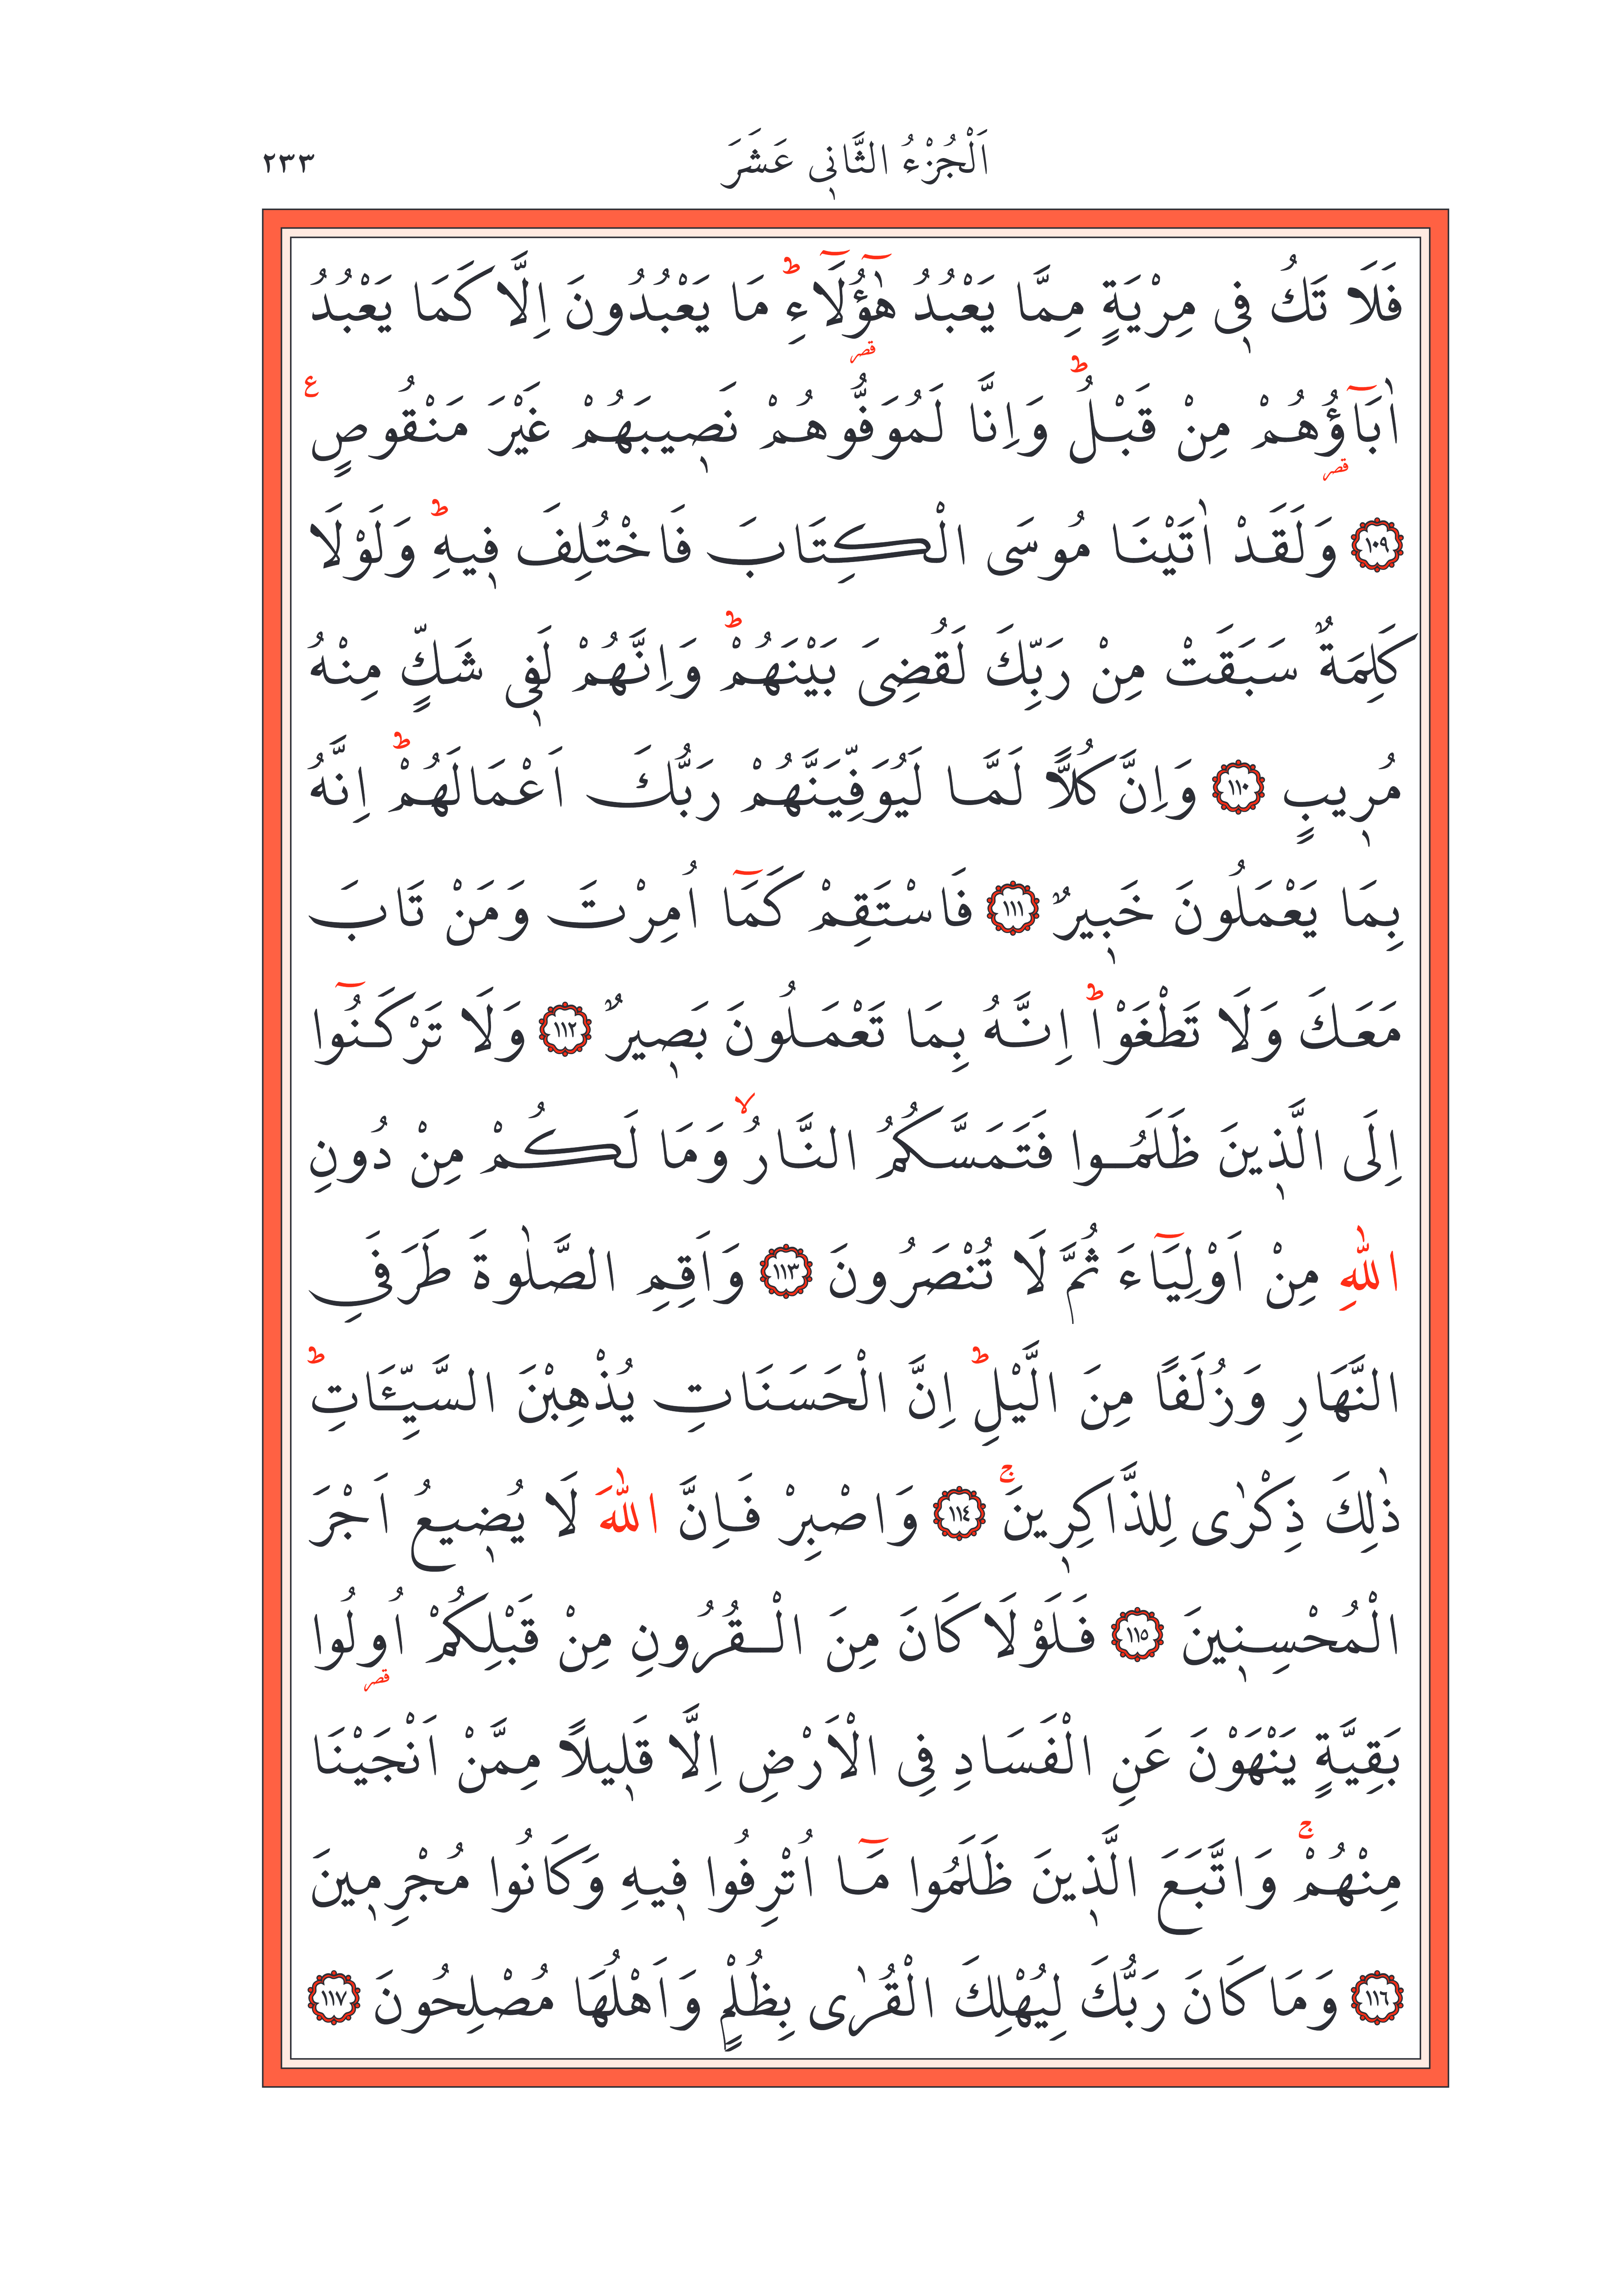 اَلْجُزْءُ الثَّانٖي عَشَرَ ٢٣٣
فَلَا تَكُ فٖي مِرْيَةٍ مِمَّا يَعْبُدُ هٰٓؤُ۬لَٓاءِۜ مَا يَعْبُدُونَ اِلَّا كَمَا يَعْبُدُ
اٰبَٓاؤُ۬هُمْ مِنْ قَبْلُۜ وَاِنَّا لَمُوَفُّوهُمْ نَصٖيبَهُمْ غَيْرَ مَنْقُوصٍ ع
١٠٩ وَلَقَدْ اٰتَيْنَا مُوسَى الْكِتَابَ فَاخْتُلِفَ فٖيهِۜ وَلَوْلَا
كَلِمَةٌ سَبَقَتْ مِنْ رَبِّكَ لَقُضِىَ بَيْنَهُمْۜ وَاِنَّهُمْ لَفٖي شَكٍّ مِنْهُ
مُرٖيبٍ ١١٠ وَاِنَّ كُلًّا لَمَّا لَيُوَفِّيَنَّهُمْ رَبُّكَ اَعْمَالَهُمْۜ اِنَّهُ
بِمَا يَعْمَلُونَ خَبٖيرٌ ١١١ فَاسْتَقِمْ كَمَٓا اُمِرْتَ وَمَنْ تَابَ
مَعَكَ وَلَا تَطْغَوْاۜ اِنَّهُ بِمَا تَعْمَلُونَ بَصٖيرٌ ١١٢ وَلَا تَرْكَنُٓوا
اِلَى الَّذٖينَ ظَلَمُوا فَتَمَسَّكُمُ النَّارُۙ وَمَا لَكُمْ مِنْ دُونِ
اللّٰهِ مِنْ اَوْلِيَٓاءَ ثُمَّ لَا تُنْصَرُونَ ١١٣ وَاَقِمِ الصَّلٰوةَ طَرَفَىِ
النَّهَارِ وَزُلَفًا مِنَ الَّيْلِۜ اِنَّ الْحَسَنَاتِ يُذْهِبْنَ السَّيِّـَٔاتِۜ
ذٰلِكَ ذِكْرٰى لِلذَّاكِرٖينَۚ ١١٤ وَاصْبِرْ فَاِنَّ اللّٰهَ لَا يُضٖيعُ اَجْرَ
الْمُحْسِنٖينَ ١١٥ فَلَوْلَا كَانَ مِنَ الْقُرُونِ مِنْ قَبْلِكُمْ اُو۬لُوا
بَقِيَّةٍ يَنْهَوْنَ عَنِ الْفَسَادِ فِى الْاَرْضِ اِلَّا قَلٖيلًا مِمَّنْ اَنْجَيْنَا
مِنْهُمْۚ وَاتَّبَعَ الَّذٖينَ ظَلَمُوا مَٓا اُتْرِفُوا فٖيهِ وَكَانُوا مُجْرِمٖينَ
١١٦ وَمَا كَانَ رَبُّكَ لِيُهْلِكَ الْقُرٰى بِظُلْمٍ وَاَهْلُهَا مُصْلِحُونَ ١١٧